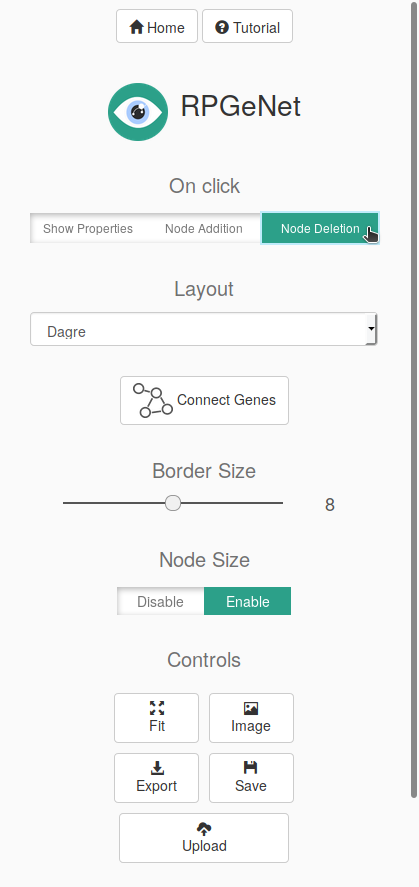 Home Tutorial
RPGeNet
On click
Show Properties Node Addition Node Deletion
Layout
Dagre
Connect Genes
Border Size
8
Node Size
Disable Enable
Controls
Fit Image
Export Save
Upload